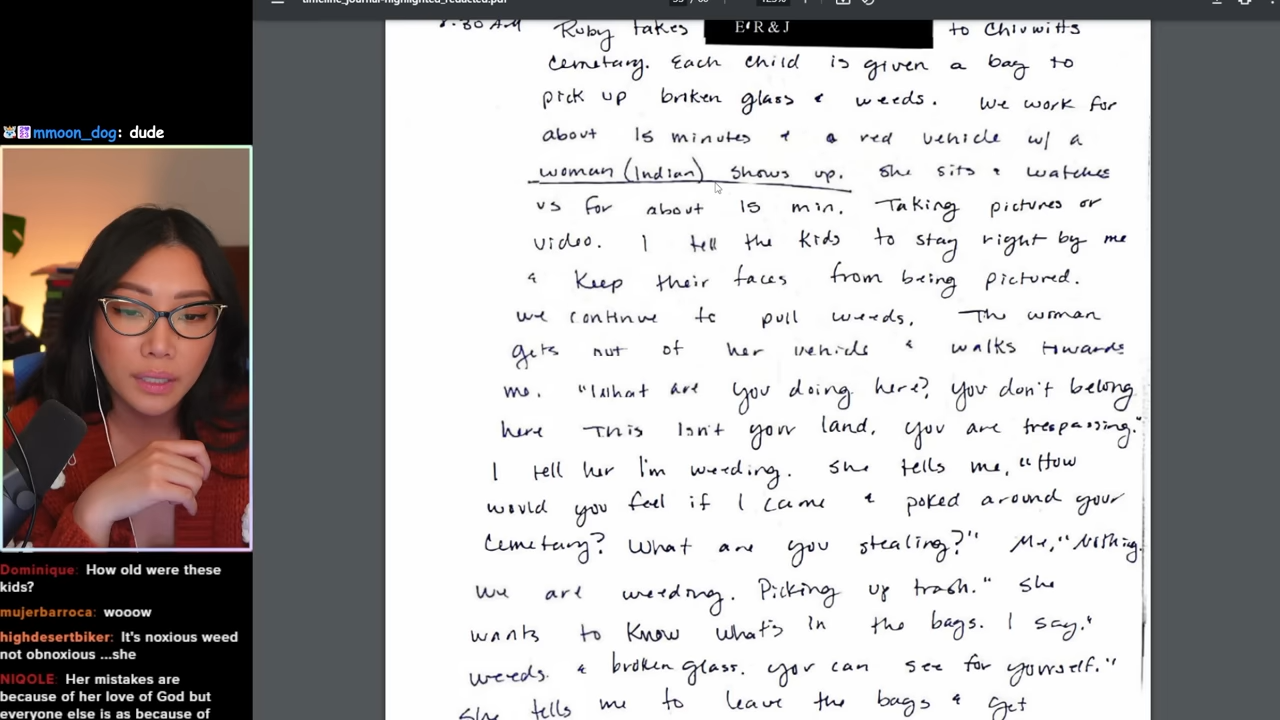 timeline_journal-highlighted_redacted.pdf
8:30 AM Ruby takes E R & J to Chivwitts
cemetary. Each child is given a bag to
pick up broken glass & weeds. We work for
about 15 minutes & a red vehicle w/ a
woman (Indian) shows up. She sits & watches
us for about 15 min. Taking pictures or
video. I tell the kids to stay right by me
& Keep their faces from being pictured.
we continue to pull weeds. The woman
gets out of her vehicle & walks towards
me. "What are you doing here? you don't belong
here This isn't your land, you are trespassing."
I tell her I'm weeding. She tells me, "How
would you feel if I came & poked around your
Cemetary? What are you stealing?" Me, "Nothing.
we are weeding. Picking up trash." She
wants to know what's in the bags. I say."
weeds & broken glass. you can see for yourself."
She tells me to leave the bags & get
mmoon_dog: dude
Dominique: How old were these
kids?
mujerbarroca: wooow
highdesertbiker: It's noxious weed
not obnoxious ...she
NIQOLE: Her mistakes are
because of her love of God but
everyone else is as because of